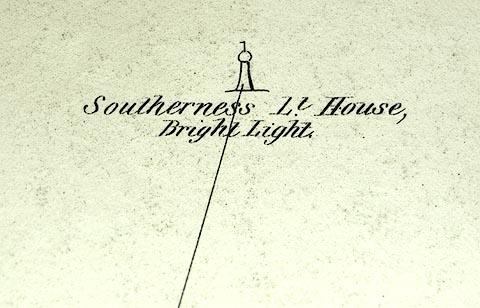 Southerness Lt. House,
Bright Light.